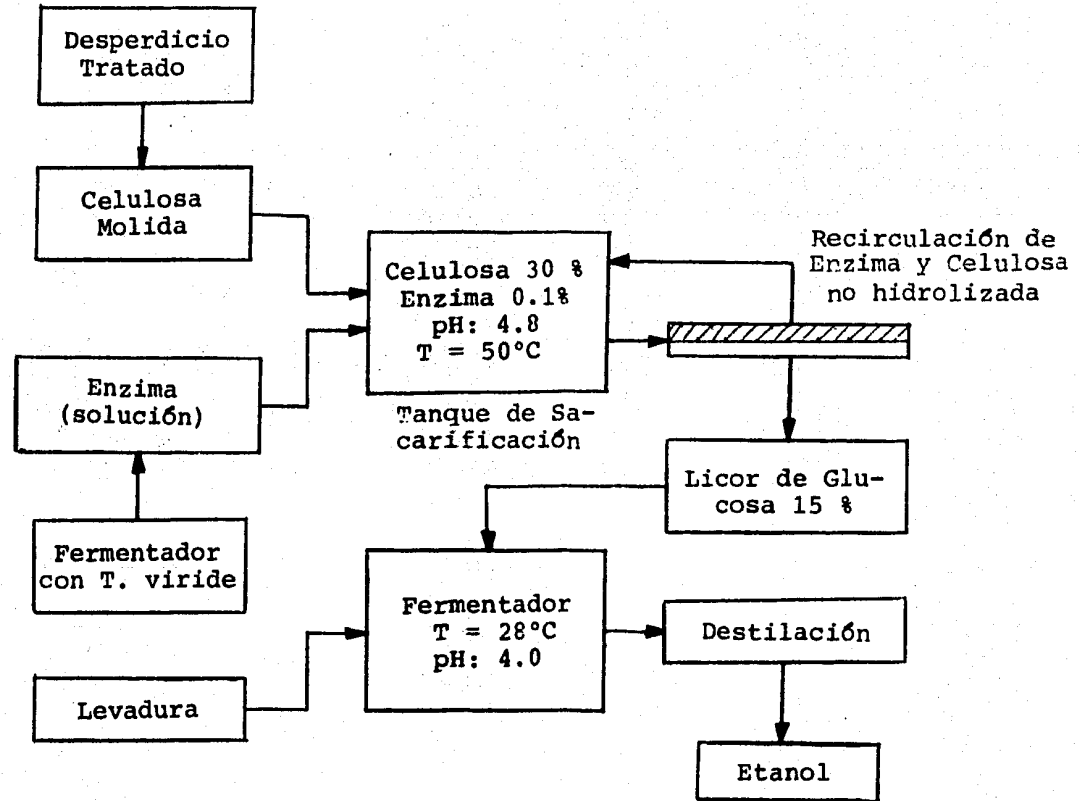 Desperdicio
Tratado
Celulosa
Molida
Celulosa 30 %
Enzima 0.1%
pH: 4.8
T = 50°C
Recirculación de
Enzima y Celulosa
no hidrolizada
Enzima
(solución)
Tanque de Sa-
carificación
Licor de Glu-
cosa 15 %
Fermentador
con T. viride
Fermentador
T = 28°C
pH: 4.0
Destilación
Levadura
Etanol